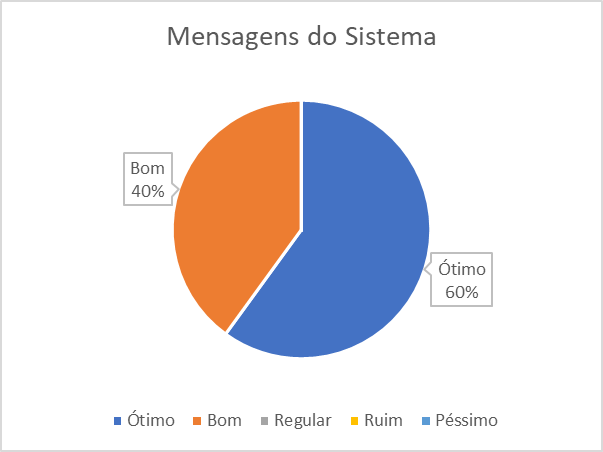 Mensagens do Sistema
Bom
40%
Ótimo
60%
Ótimo Bom Regular Ruim Péssimo